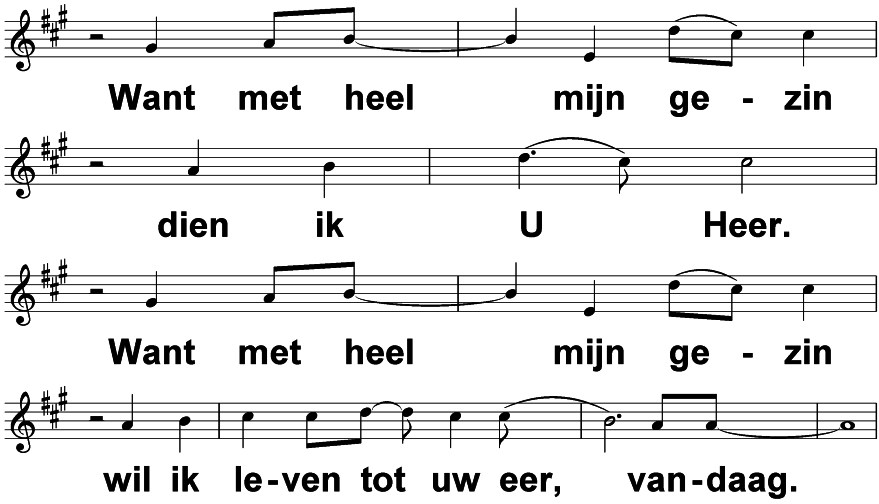 Want met heel mijn ge - zin
dien ik U Heer.
Want met heel mijn ge - zin
wil ik le-ven tot uw eer, van-daag.